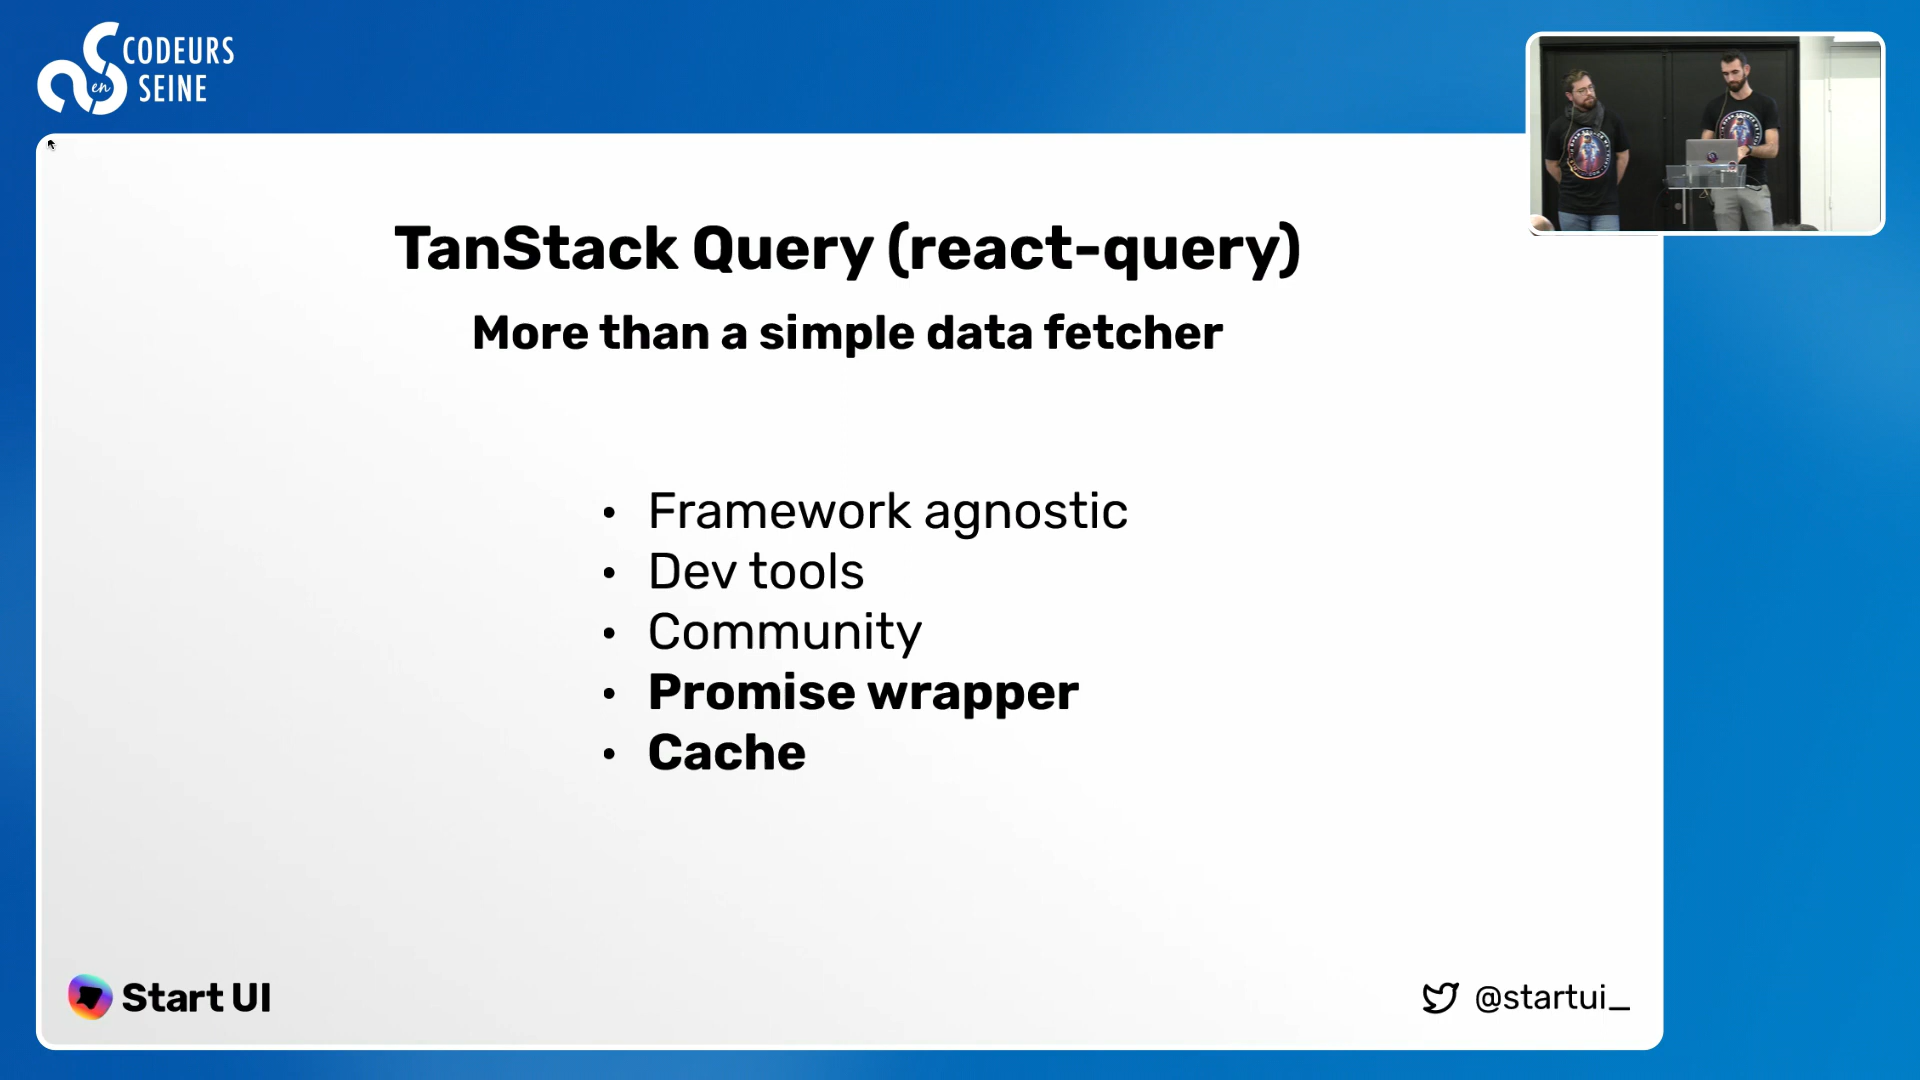 CODEURS
en
SEINE
TanStack Query (react-query)
More than a simple data fetcher
• Framework agnostic
• Dev tools
• Community
• Promise wrapper
• Cache
Start UI
@startui_